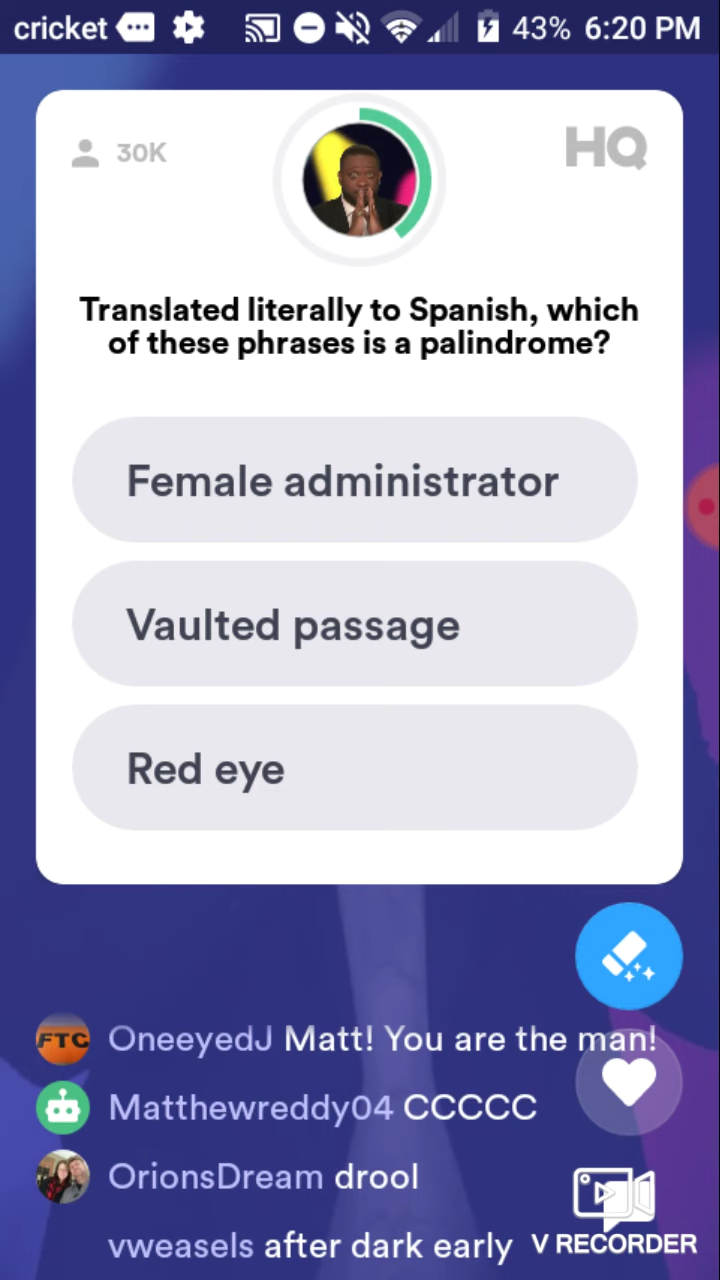 cricket 43% 6:20 PM
30K HQ
Translated literally to Spanish, which
of these phrases is a palindrome?
Female administrator
Vaulted passage
Red eye
FTC OneeyedJ Matt! You are the man!
Matthewreddy04 CCCCC
OrionsDream drool
vweasels after dark early
V RECORDER